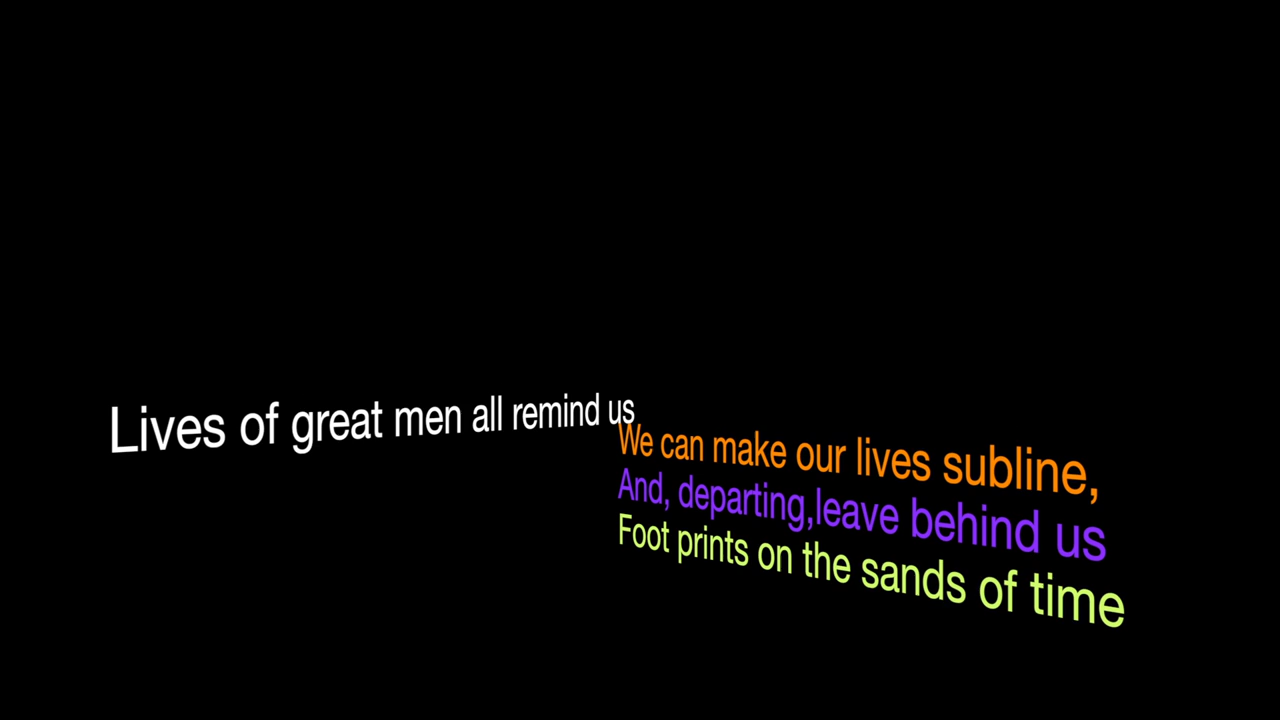 Lives of great men all remind us
We can make our lives subline,
And, departing,leave behind us
Foot prints on the sands of time